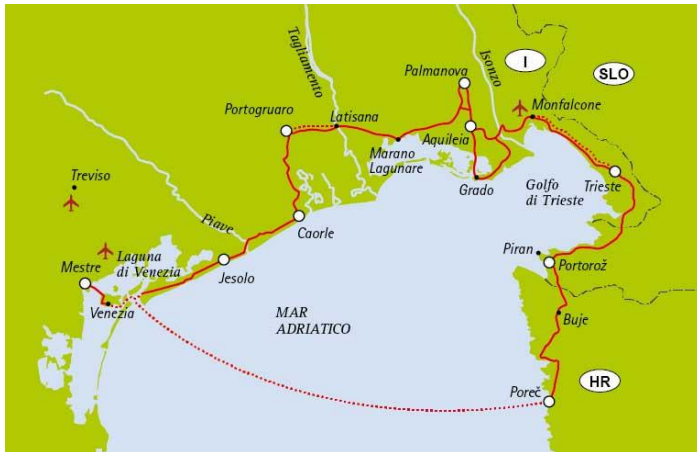 I
SLO
Tagliamento
Isonzo
Palmanova
Portogruaro
Latisana
Monfalcone
Aquileia
Marano
Lagunare
Treviso
Grado
Golfo
di Trieste
Trieste
Piave
Caorle
Piran
Portorož
Laguna
di Venezia
Mestre
Jesolo
Venezia
MAR
ADRIATICO
Buje
HR
Poreč